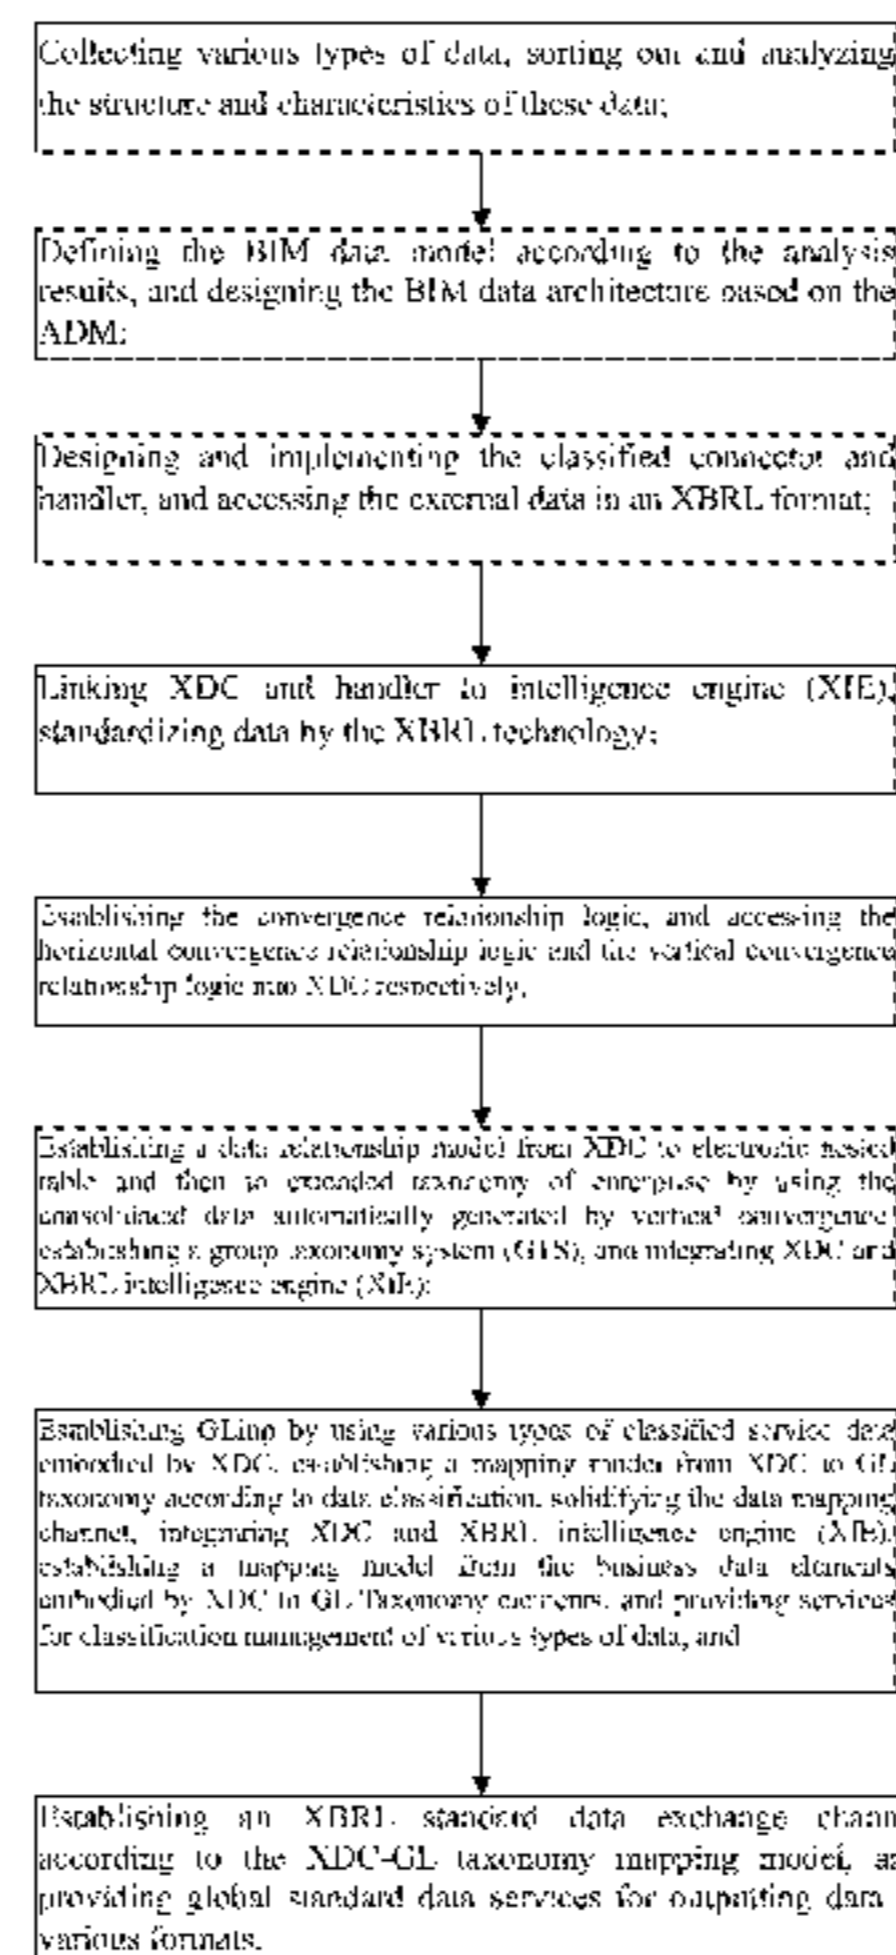 Collecting various types of data, sorting out and analyzing
the structure and characteristics of those data;
Defining the BIM data model according to the analysis
results, and designing the BIM data architecture based on the
ADM;
Designing and implementing the classified connector and
handler, and accessing the external data in an XBRL format;
Linking XDC and handler to intelligence engine (XIE),
standardizing data by the XBRL technology;
Establishing the convergence relationship logic, and accessing the
horizontal convergence relationship logic and the vertical convergence
relationship logic into XDC respectively,
Establishing a data relationship model from XDC to electronic nested
table and then to extended taxonomy of enterprise by using the
consolidated data automatically generated by vertical convergence,
establishing a group taxonomy system (GTS), and integrating XDC and
XBRL intelligence engine (XIE);
Establishing by using various types of classified service data
embodied by XDC, establishing a mapping model from XDC to GL
taxonomy according to data classification, solidifying the data mapping
channel, integrating XDC and XBRL intelligence engine (XIE),
establishing a mapping model from the business data elements
embodied by XDC to GL Taxonomy elements, and providing services
for classification management of various types of data, and
Establishing an XBRL standard data exchange chann
according to the XDC-GL taxonomy mapping model, a
providing global standard data services for outputting data
various formats.